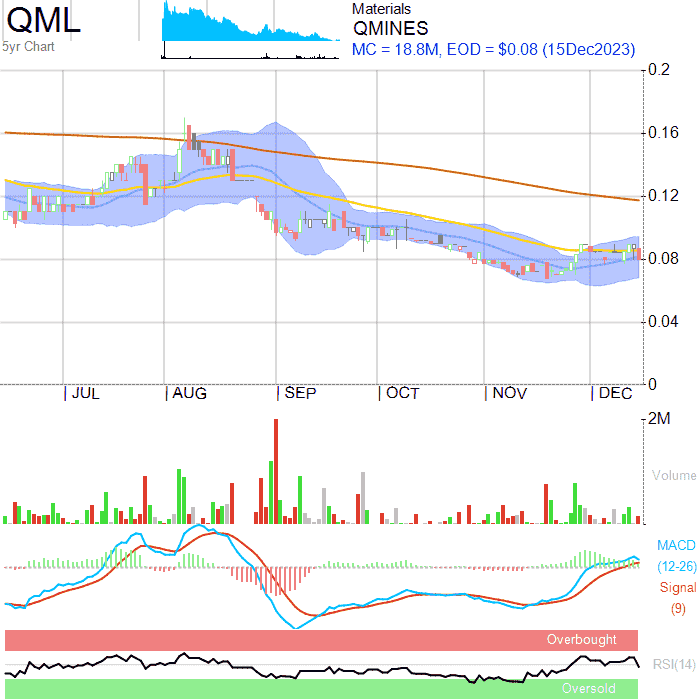 QML
5yr Chart
Materials
QMINES
MC = 18.8M, EOD = $0.08 (15Dec2023)
0.2
0.16
0.12
0.08
0.04
0
JUL AUG SEP OCT NOV DEC
2M
Volume
MACD
(12-26)
Signal
(9)
Overbought
RSI(14)
Oversold